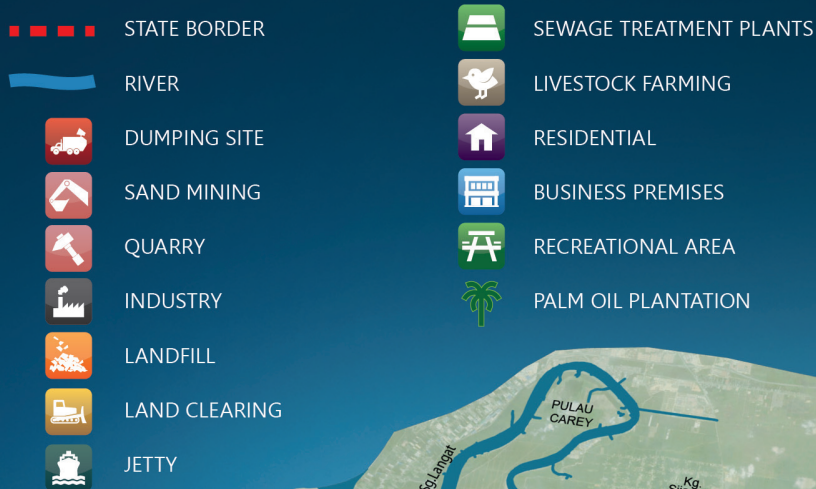 STATE BORDER
RIVER
DUMPING SITE
SAND MINING
QUARRY
INDUSTRY
LANDFILL
LAND CLEARING
JETTY
SEWAGE TREATMENT PLANTS
LIVESTOCK FARMING
RESIDENTIAL
BUSINESS PREMISES
RECREATIONAL AREA
PALM OIL PLANTATION
PULAU
CAREY
Sg.Langat
Kg.